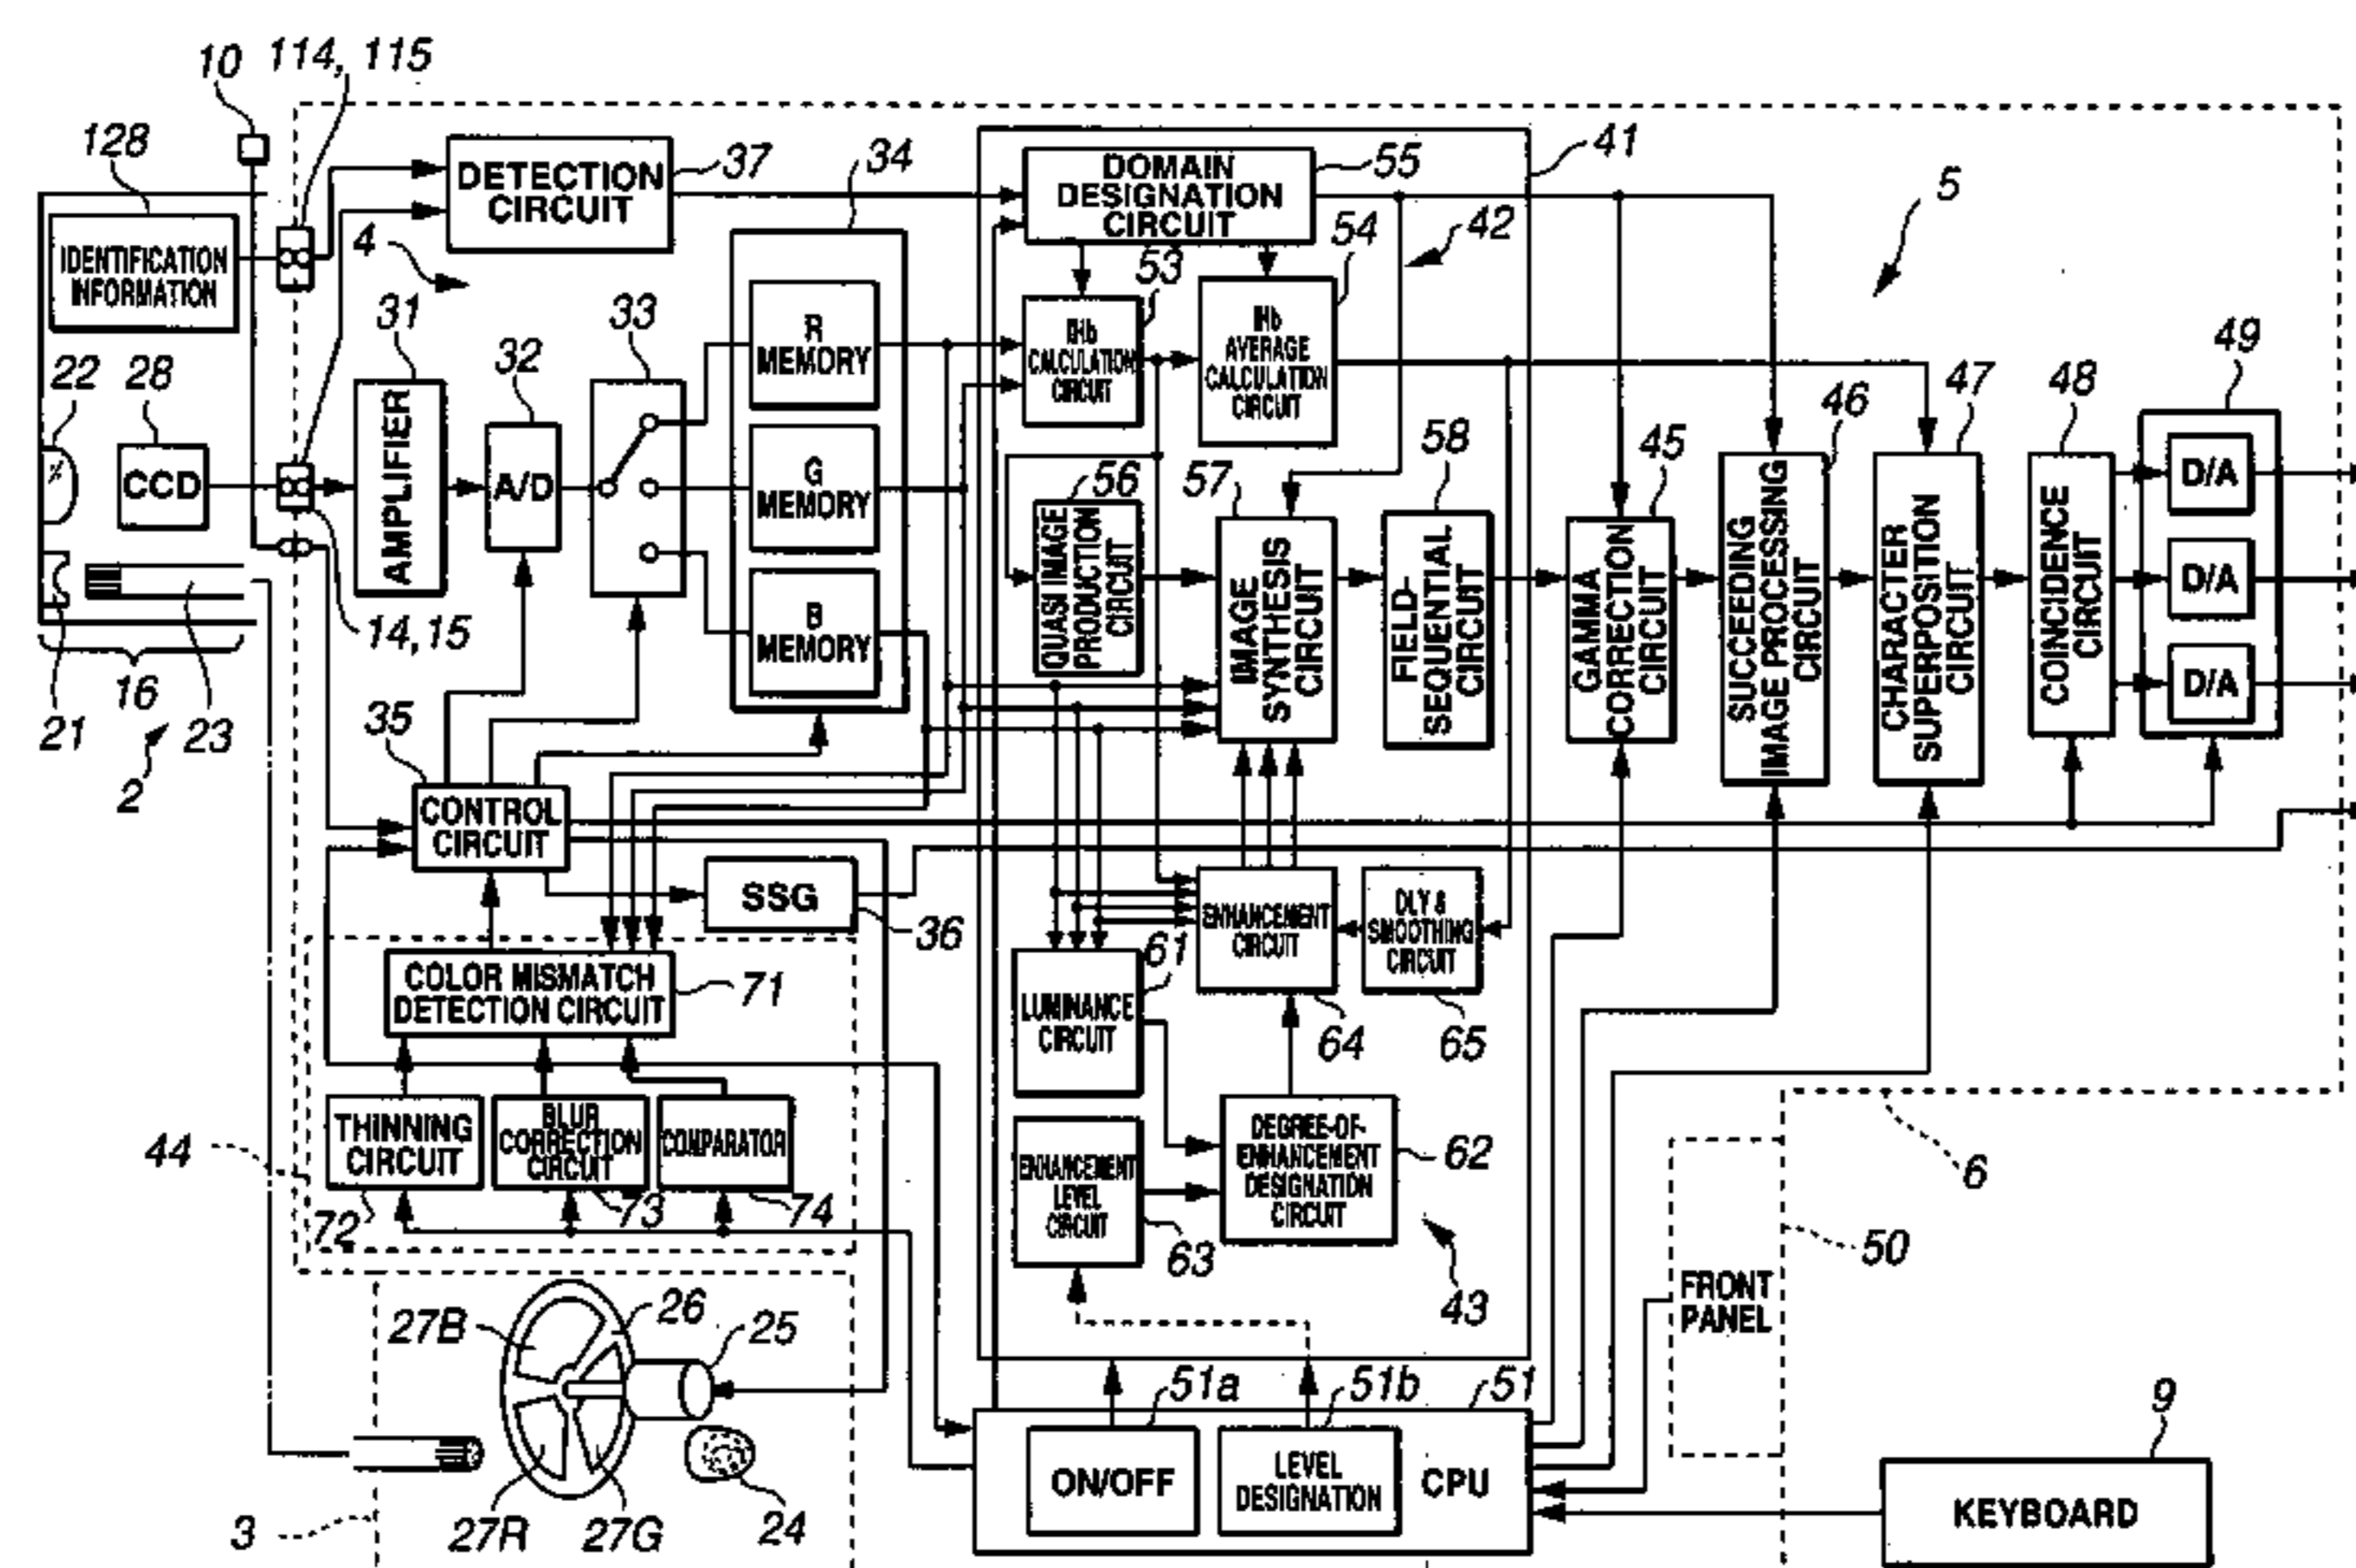 10 114, 115
128
IDENTIFICATION
INFORMATION
DETECTION
CIRCUIT
37
4
34
DOMAIN
DESIGNATION
CIRCUIT
55
41
5
42
54
53
IHb
CALCULATION
CIRCUIT
IHb
AVERAGE
CALCULATION
CIRCUIT
22
28
CCD
31
AMPLIFIER
32
A/D
33
R
MEMORY
G
MEMORY
B
MEMORY
14, 15
16
21
23
2
56
QUASI IMAGE
PRODUCTION
CIRCUIT
57
IMAGE
SYNTHESIS
CIRCUIT
58
FIELD-
SEQUENTIAL
CIRCUIT
45
GAMMA
CORRECTION
CIRCUIT
46
SUCCEEDING
IMAGE PROCESSING
CIRCUIT
47
CHARACTER
SUPERPOSITION
CIRCUIT
48
COINCIDENCE
CIRCUIT
49
D/A
D/A
D/A
35
CONTROL
CIRCUIT
SSG
36
COLOR MISMATCH
DETECTION CIRCUIT
71
44
THINNING
CIRCUIT
72
BLUR
CORRECTION
CIRCUIT
73
COMPARATOR
74
61
LUMINANCE
CIRCUIT
ENHANCEMENT
CIRCUIT
64
DLY &
SMOOTHING
CIRCUIT
65
ENHANCEMENT
LEVEL
CIRCUIT
63
DEGREE-OF-
ENHANCEMENT
DESIGNATION
CIRCUIT
62
43
6
50
FRONT
PANEL
27B
26
25
27R
27G
24
3
51a
ON/OFF
51b
LEVEL
DESIGNATION
51
CPU
9
KEYBOARD